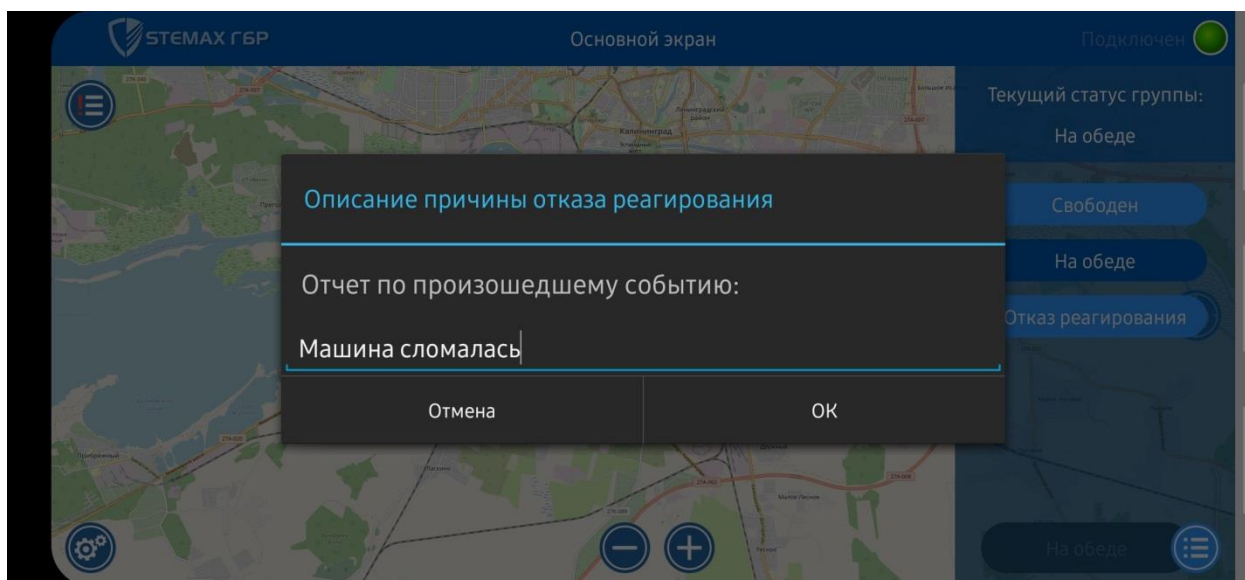 STEMAX ГБР
Основной экран
Подключен
Текущий статус группы:
На обеде
Калининград
Описание причины отказа реагирования
Свободен
Отчет по произошедшему событию:
На обеде
Отказ реагирования
Машина сломалась
Отмена
ОК
На обеде